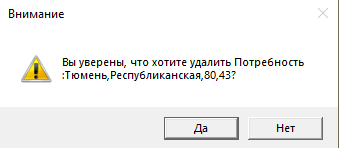 Внимание
Вы уверены, что хотите удалить Потребность
:Тюмень,Республиканская,80,43?
Да
Нет